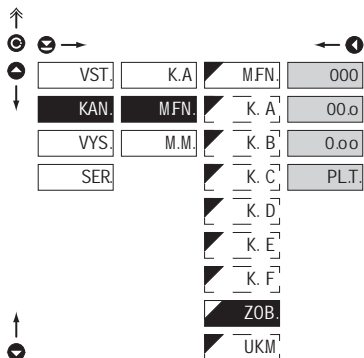 VST. K.A M.FN. 000
KAN. M.FN. K. A 00.o
VYS. M.M. K. B 0.oo
SER. K. C PL.T.
K. D
K. E
K. F
ZOB.
UKM